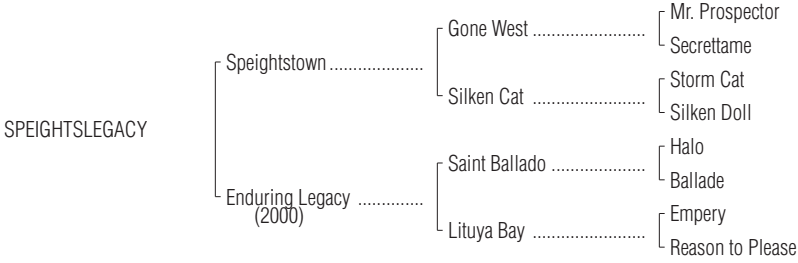 Mr. Prospector
Gone West ........................
Secrettame
Speightstown ....................
Storm Cat
Silken Cat ........................
Silken Doll
SPEIGHTSLEGACY
Halo
Saint Ballado ....................
Ballade
Enduring Legacy ..............
(2000)
Empery
Lituya Bay ........................
Reason to Please